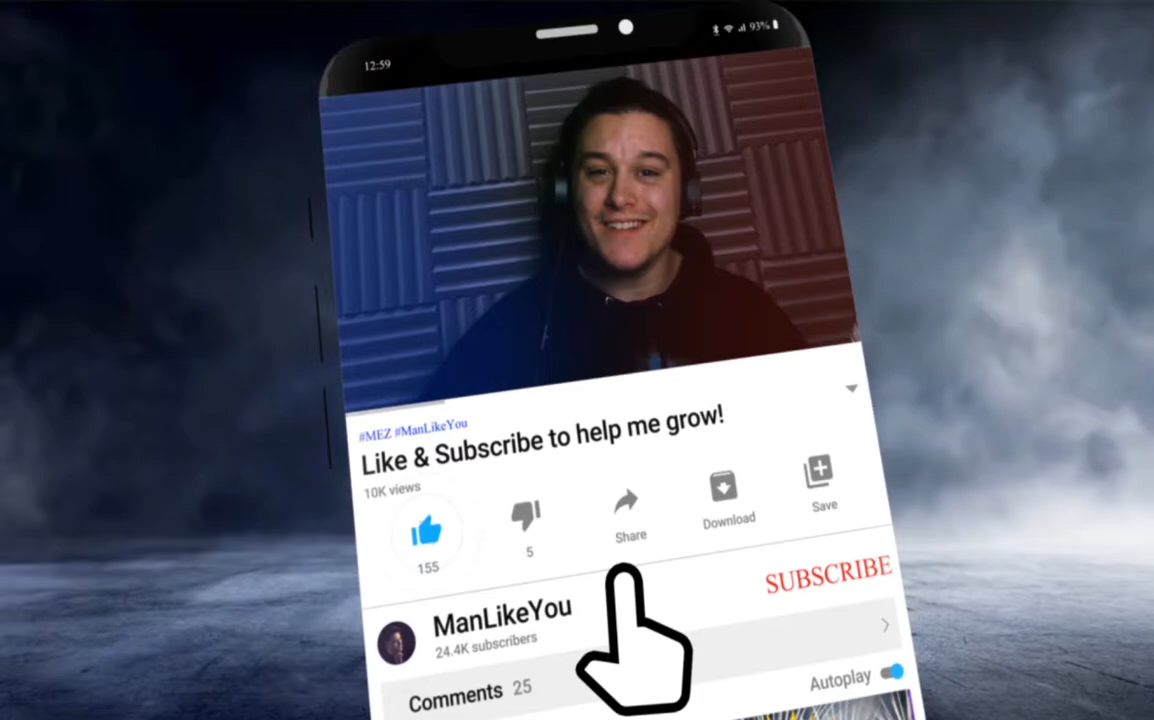 12:59 93%
#MEZ #ManLikeYou
Like & Subscribe to help me grow!
10K views
155
5
Share
Download
Save
ManLikeYou
24.4K subscribers
SUBSCRIBE
Comments 25
Autoplay